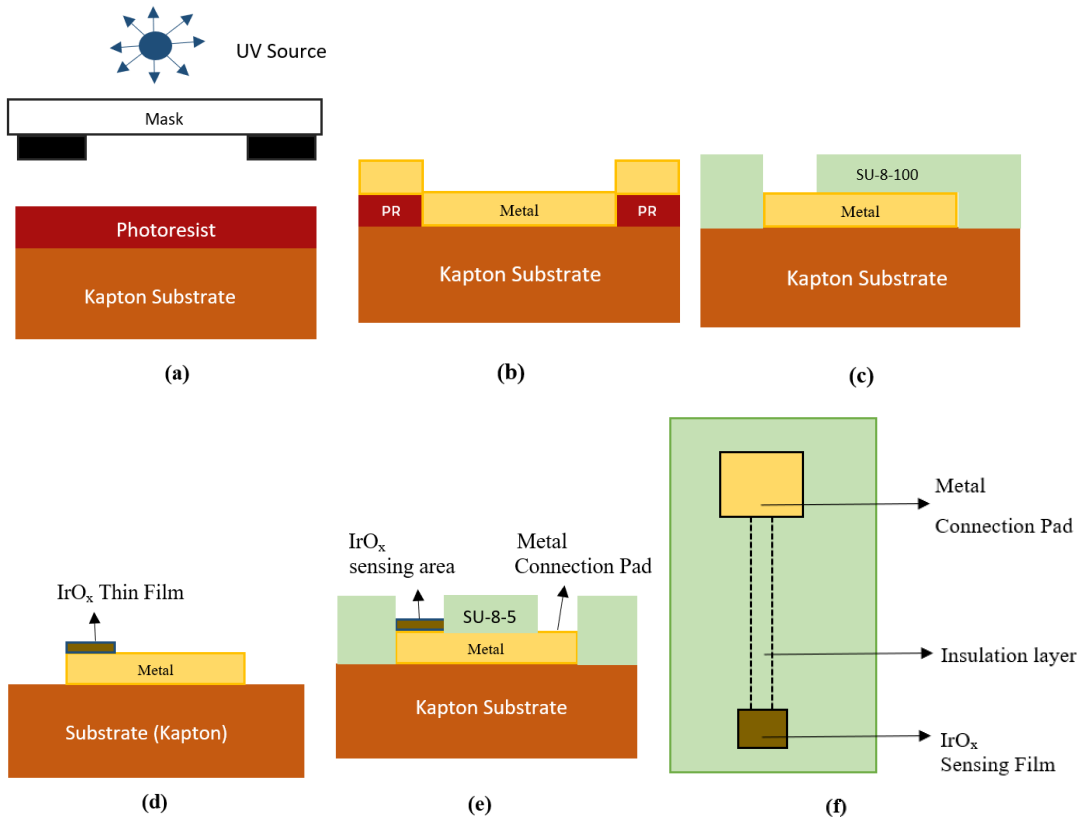 UV Source
Mask
Photoresist
Kapton Substrate
(a)
PR
Metal
PR
Kapton Substrate
(b)
SU-8-100
Metal
Kapton Substrate
(c)
IrOₓ Thin Film
Metal
Substrate (Kapton)
(d)
IrOₓ
sensing area
Metal
Connection Pad
SU-8-5
Metal
Kapton Substrate
(e)
Metal
Connection Pad
Insulation layer
IrOₓ
Sensing Film
(f)